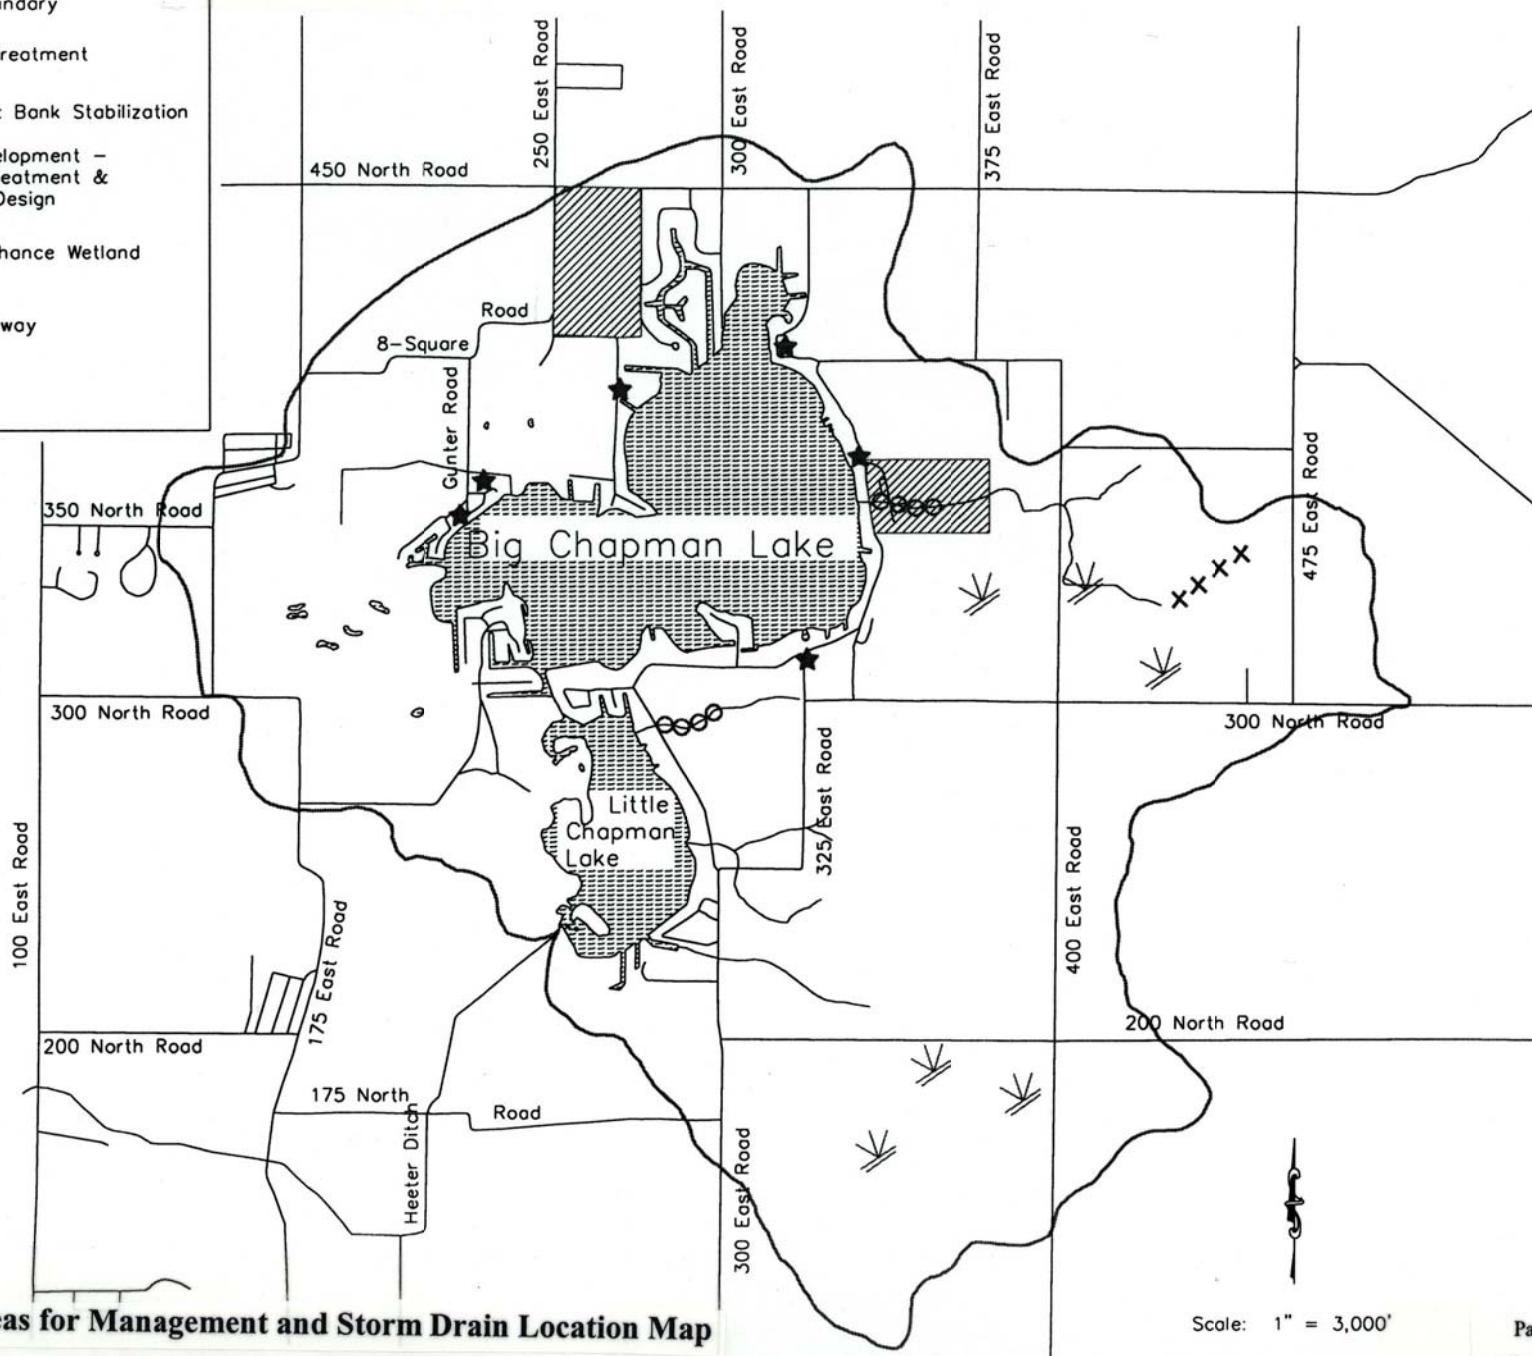 reatment
Bank Stabilization
elopment -
eatment &
Design
hance Wetland
way
250 East Road
300 East Road
375 East Road
450 North Road
Road
8-Square
Gunter Road
350 North Road
Big Chapman Lake
475 East Road
300 North Road
300 North Road
Little
Chapman
Lake
325 East Road
100 East Road
175 East Road
400 East Road
200 North Road
200 North Road
175 North
Road
Heeter Ditch
300 East Road
eas for Management and Storm Drain Location Map
Scale: 1" = 3,000'
Pa